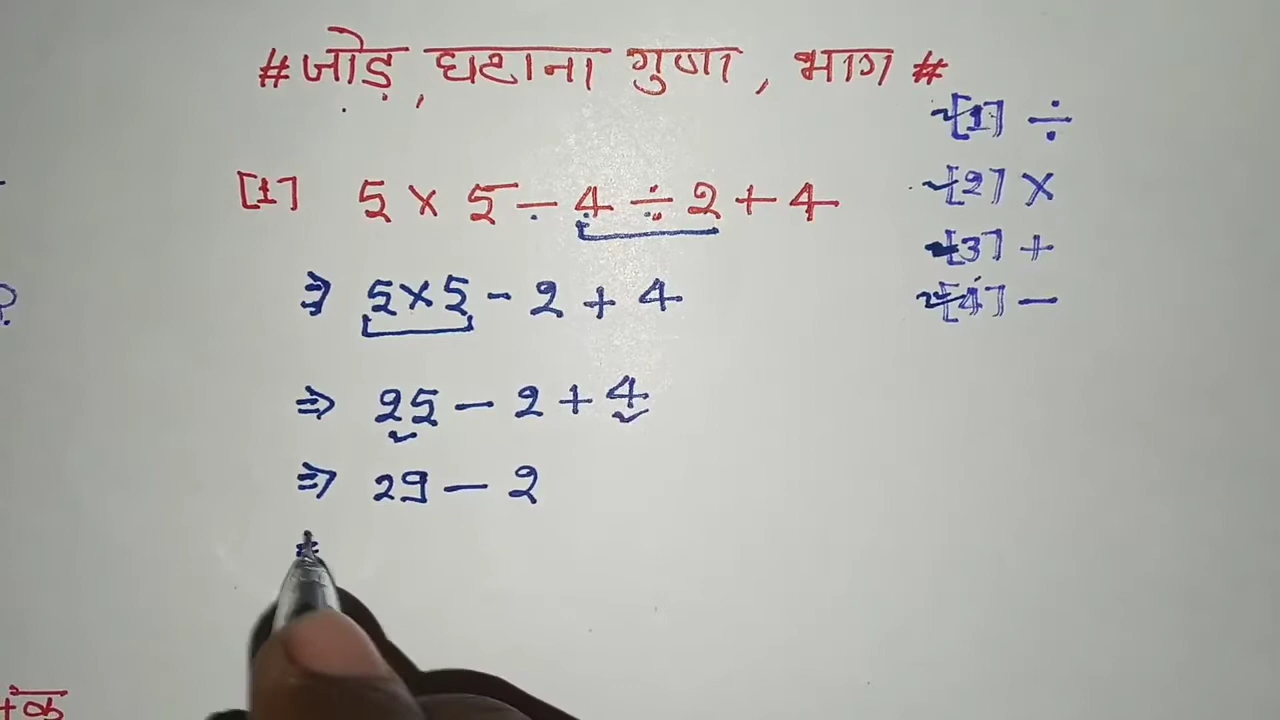 # जोड़, घटाना गुणा, भाग #
[1] ÷
[2] ×
[3] +
[4] −
[1] 5 × 5 − 4 ÷ 2 + 4
⇒ 5 × 5 − 2 + 4
⇒ 25 − 2 + 4
⇒ 29 − 2
=
?